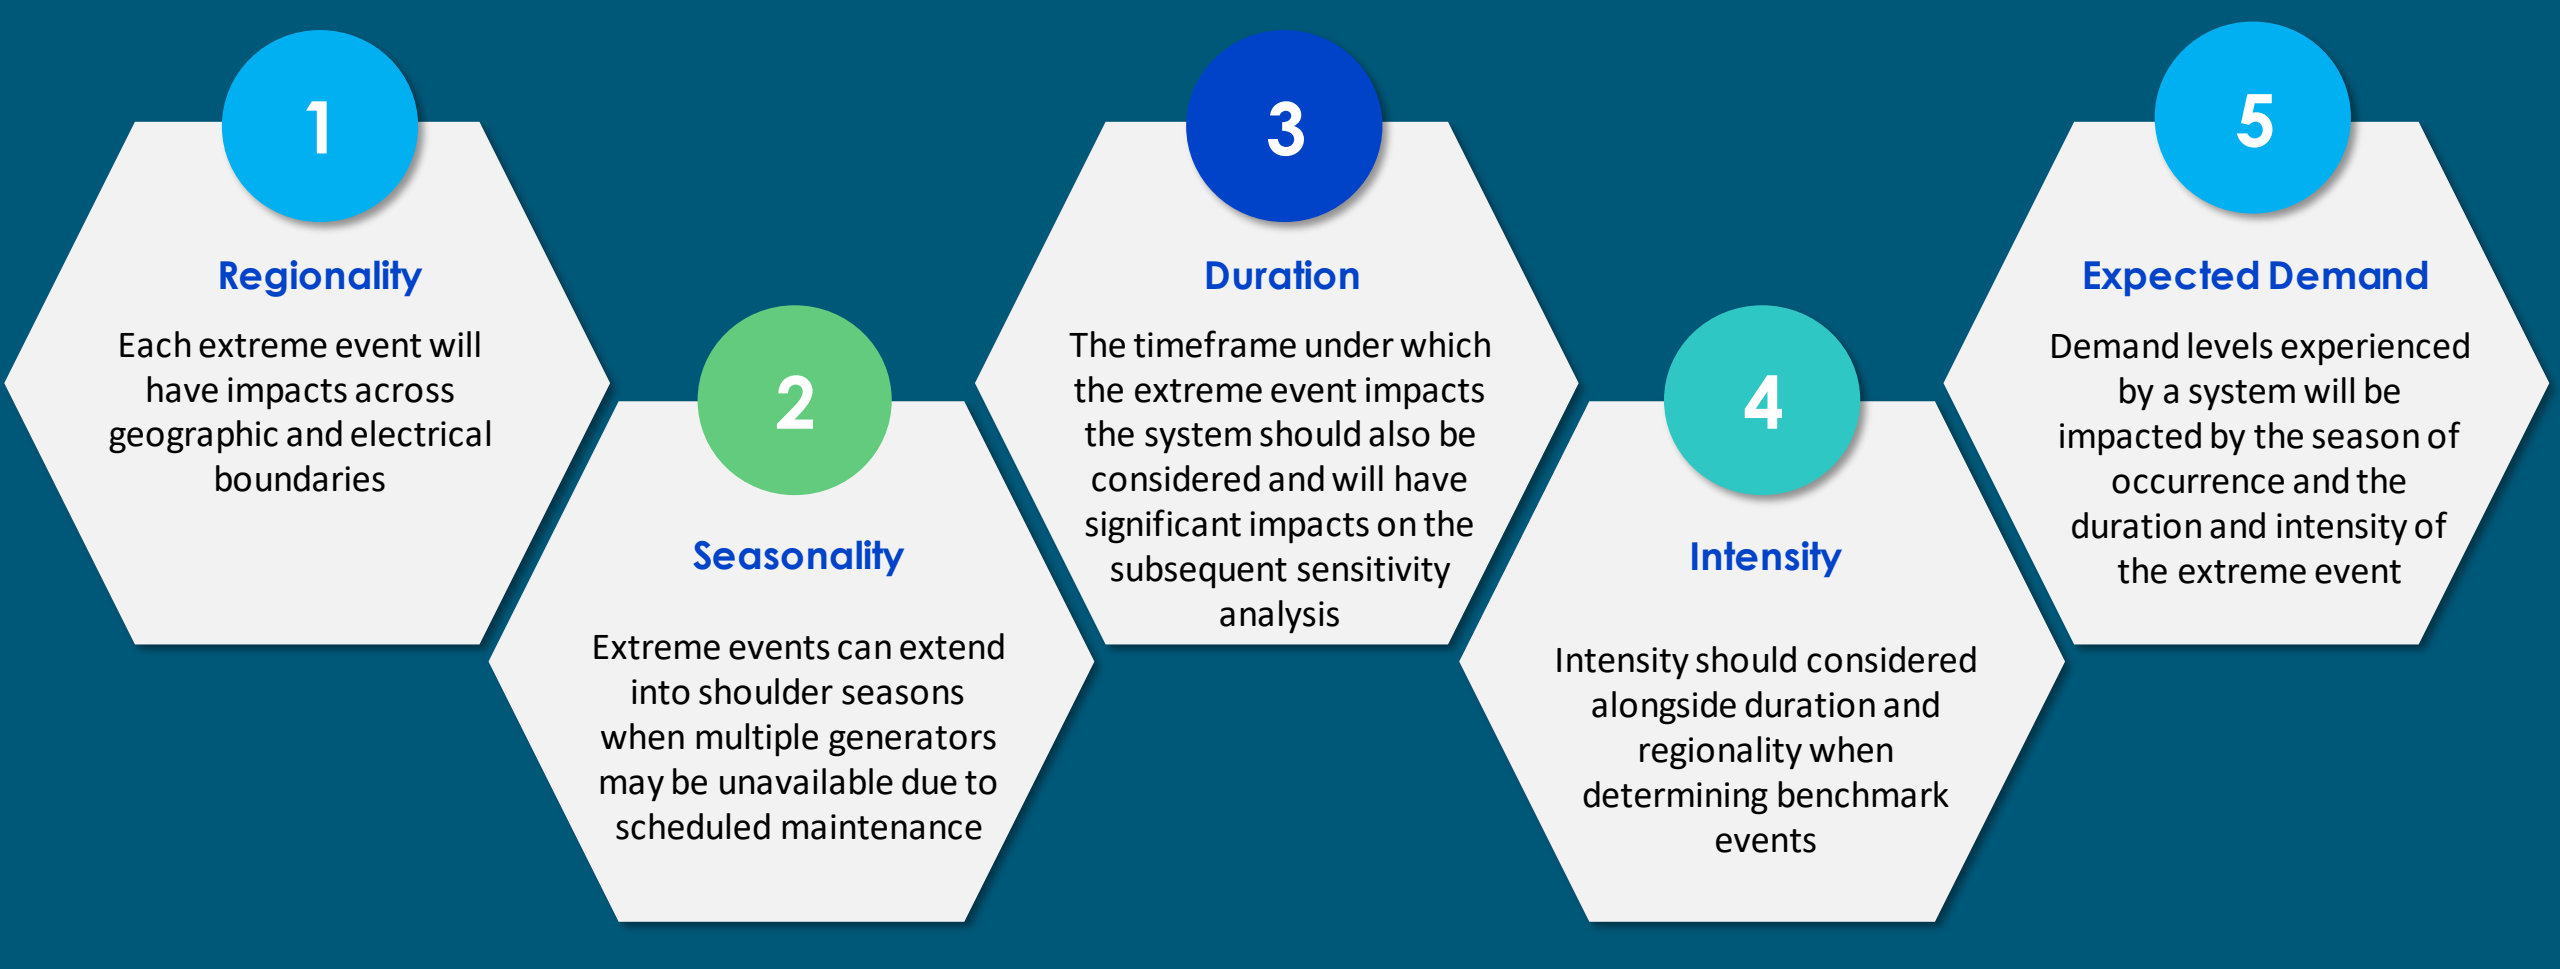 1
Regionality
Each extreme event will
have impacts across
geographic and electrical
boundaries
2
Seasonality
Extreme events can extend
into shoulder seasons
when multiple generators
may be unavailable due to
scheduled maintenance
3
Duration
The timeframe under which
the extreme event impacts
the system should also be
considered and will have
significant impacts on the
subsequent sensitivity
analysis
4
Intensity
Intensity should considered
alongside duration and
regionality when
determining benchmark
events
5
Expected Demand
Demand levels experienced
by a system will be
impacted by the season of
occurrence and the
duration and intensity of
the extreme event